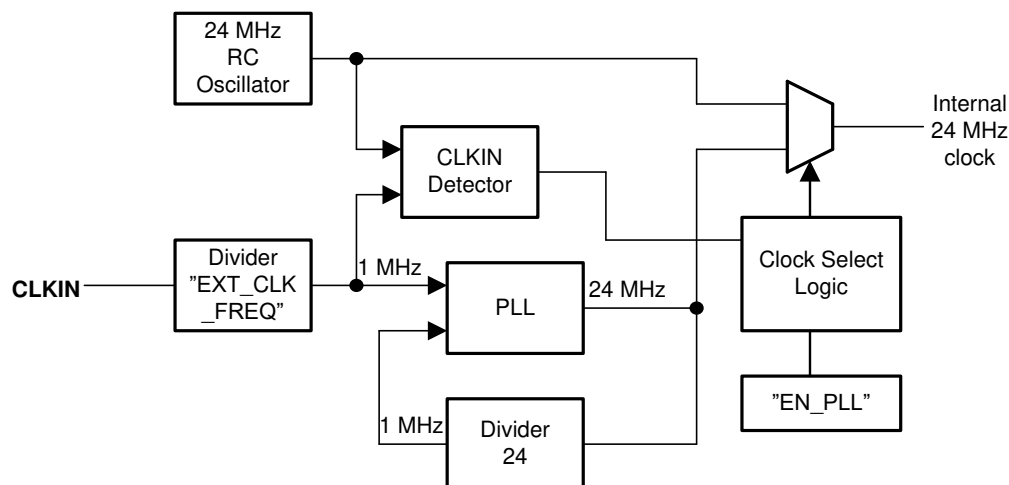 24 MHz
RC
Oscillator
CLKIN
Detector
Internal
24 MHz
clock
CLKIN
Divider
”EXT_CLK
_FREQ”
1 MHz
PLL
24 MHz
Clock Select
Logic
1 MHz
Divider
24
”EN_PLL”